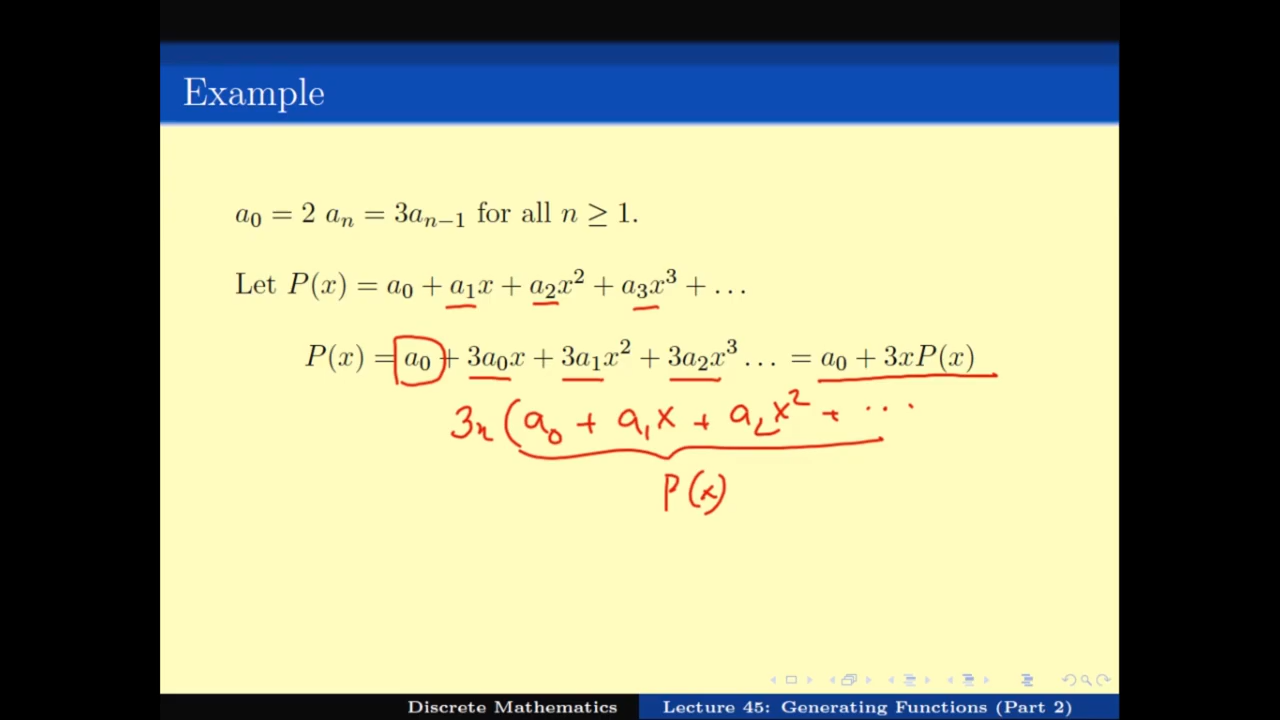 Example
a₀ = 2 aₙ = 3aₙ₋₁ for all n ≥ 1.
Let P(x) = a₀ + a₁x + a₂x² + a₃x³ + . . .
P(x) = a₀ + 3a₀x + 3a₁x² + 3a₂x³ . . . = a₀ + 3xP(x)
3x (a₀ + a₁x + a₂x² + ...
P(x)
Discrete Mathematics Lecture 45: Generating Functions (Part 2)